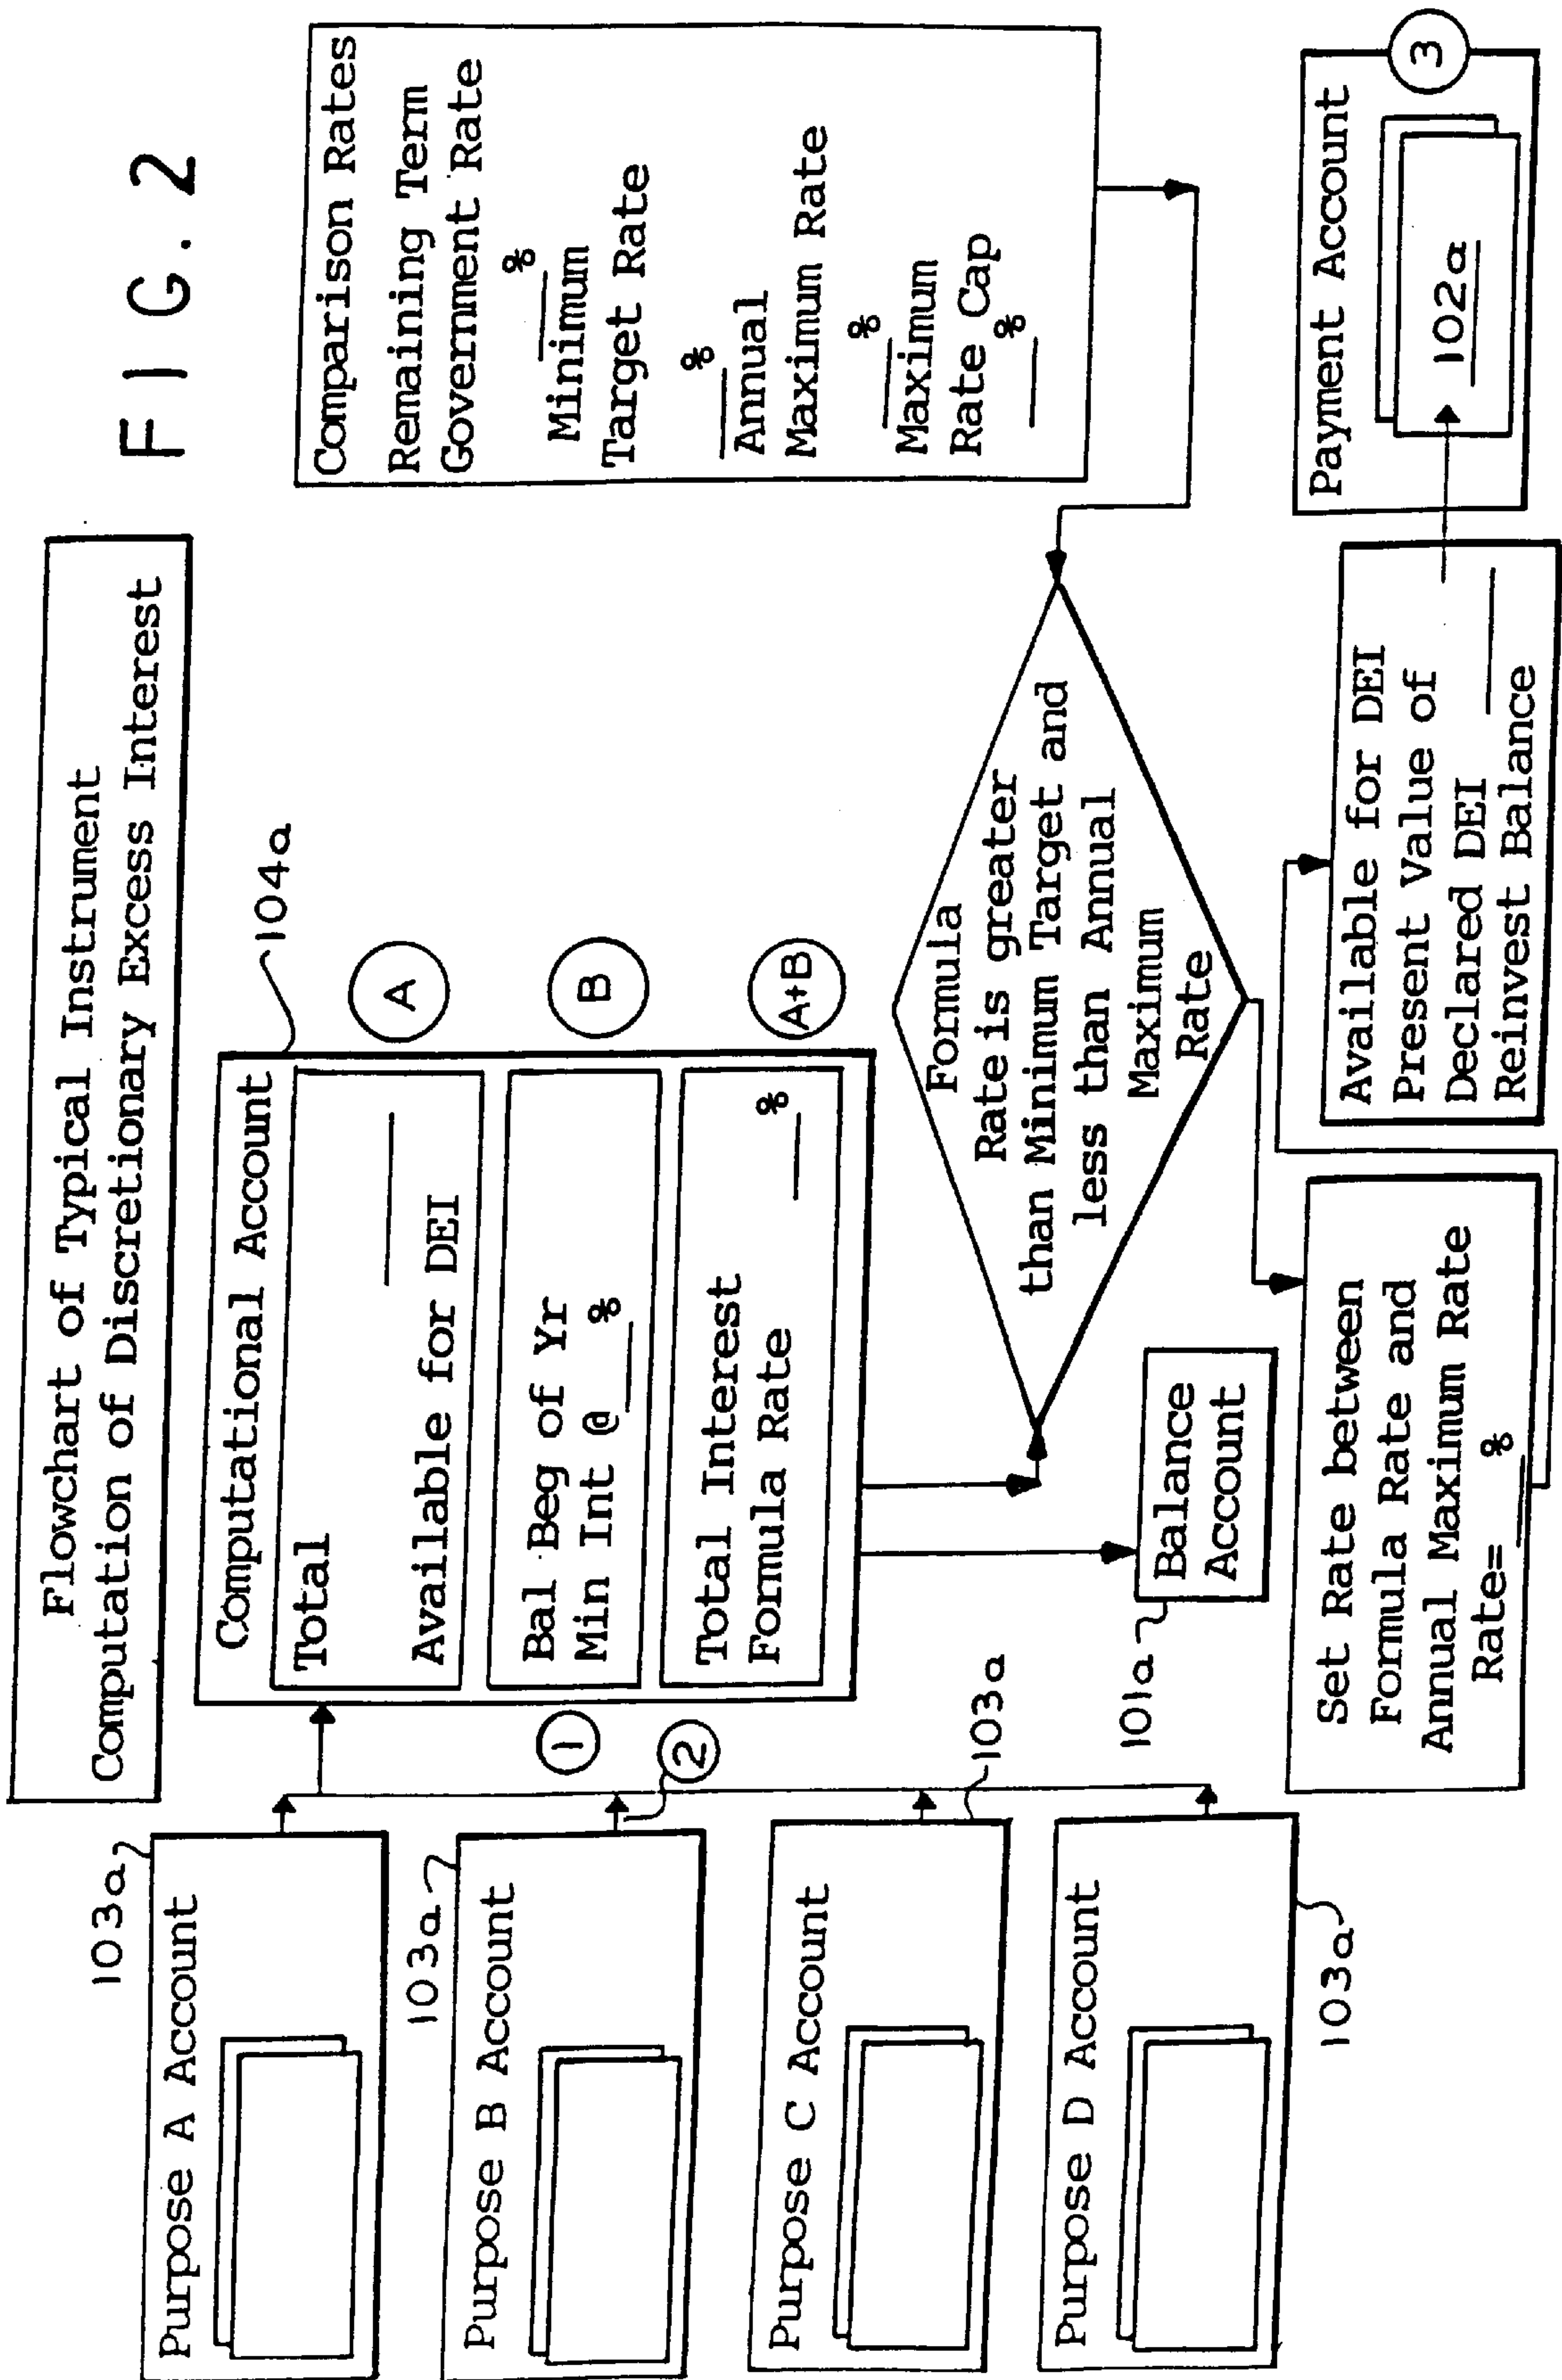 FIG. 2
Flowchart of Typical Instrument
Computation of Discretionary Excess Interest
103a
Purpose A Account
103a
Purpose B Account
Purpose C Account
103a
Purpose D Account
103a
1
2
104a
Computational Account
Total
Available for DEI
A
Bal Beg of Yr
Min Int @ %
B
Total Interest
Formula Rate %
A+B
Comparison Rates
Remaining Term
Government Rate
%
Minimum
Target Rate
%
Annual
Maximum Rate
%
Maximum
Rate Cap
%
Formula
Rate is greater
than Minimum Target and
less than Annual
Maximum
Rate
101a
Balance
Account
Set Rate between
Formula Rate and
Annual Maximum Rate
Rate= %
Available for DEI
Present Value of
Declared DEI
Reinvest Balance
Payment Account
3
102a